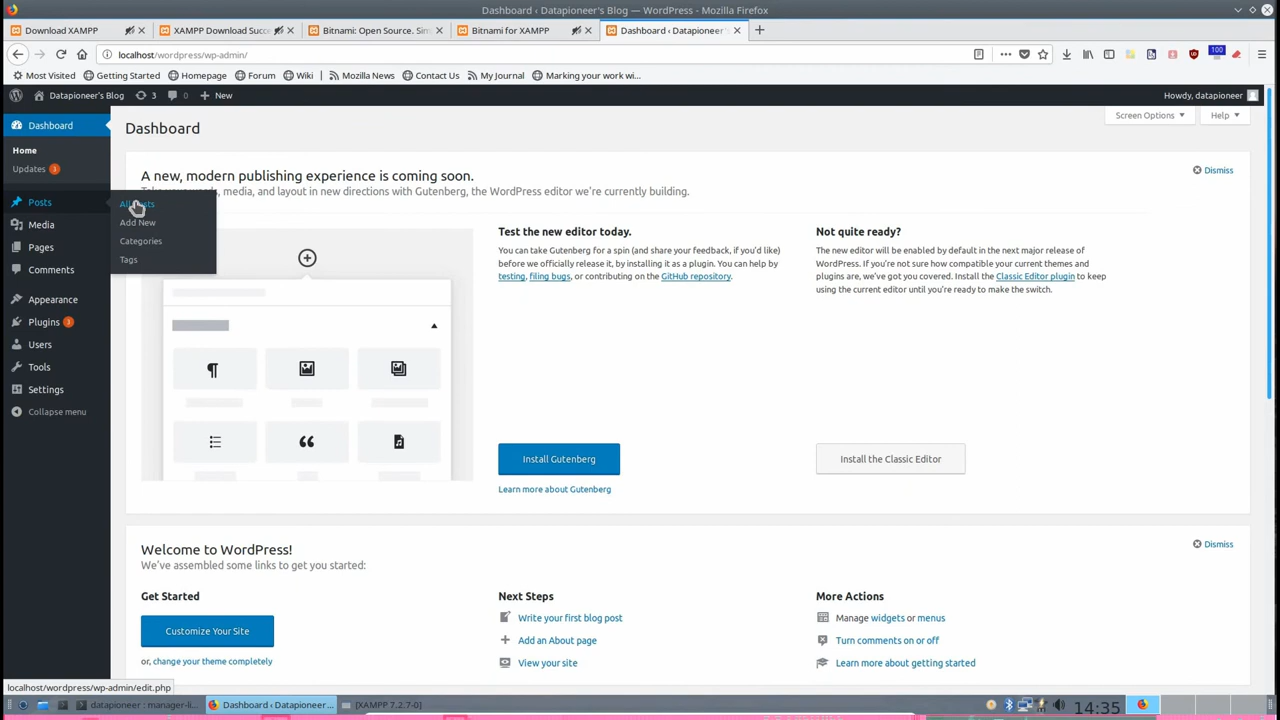 Dashboard ‹ Datapioneer's Blog — WordPress - Mozilla Firefox
Download XAMPP
XAMPP Download Succ
Bitnami: Open Source. Sim
Bitnami for XAMPP
Dashboard ‹ Datapioneer's
localhost/wordpress/wp-admin/
100
Most Visited
Getting Started
Homepage
Forum
Wiki
Mozilla News
Contact Us
My Journal
Marking your work wi...
Datapioneer's Blog
3
0
New
Howdy, datapioneer
Dashboard
Home
Updates 3
Posts
Media
Pages
Comments
Appearance
Plugins 3
Users
Tools
Settings
Collapse menu
All Posts
Add New
Categories
Tags
Dashboard
Screen Options
Help
A new, modern publishing experience is coming soon.
Dismiss
words, media, and layout in new directions with Gutenberg, the WordPress editor we're currently building.
Test the new editor today.
You can take Gutenberg for a spin (and share your feedback, if you'd like)
before we officially release it, by installing it as a plugin. You can help by
testing, filing bugs, or contributing on the GitHub repository.
Install Gutenberg
Learn more about Gutenberg
Not quite ready?
The new editor will be enabled by default in the next major release of
WordPress. If you're not sure how compatible your current themes and
plugins are, we've got you covered. Install the Classic Editor plugin to keep
using the current editor until you're ready to make the switch.
Install the Classic Editor
Welcome to WordPress!
Dismiss
We've assembled some links to get you started:
Get Started
Customize Your Site
or, change your theme completely
Next Steps
Write your first blog post
Add an About page
View your site
More Actions
Manage widgets or menus
Turn comments on or off
Learn more about getting started
localhost/wordpress/wp-admin/edit.php
datapioneer : manager-li...
Dashboard ‹ Datapioneer'...
[XAMPP 7.2.7-0]
14:35